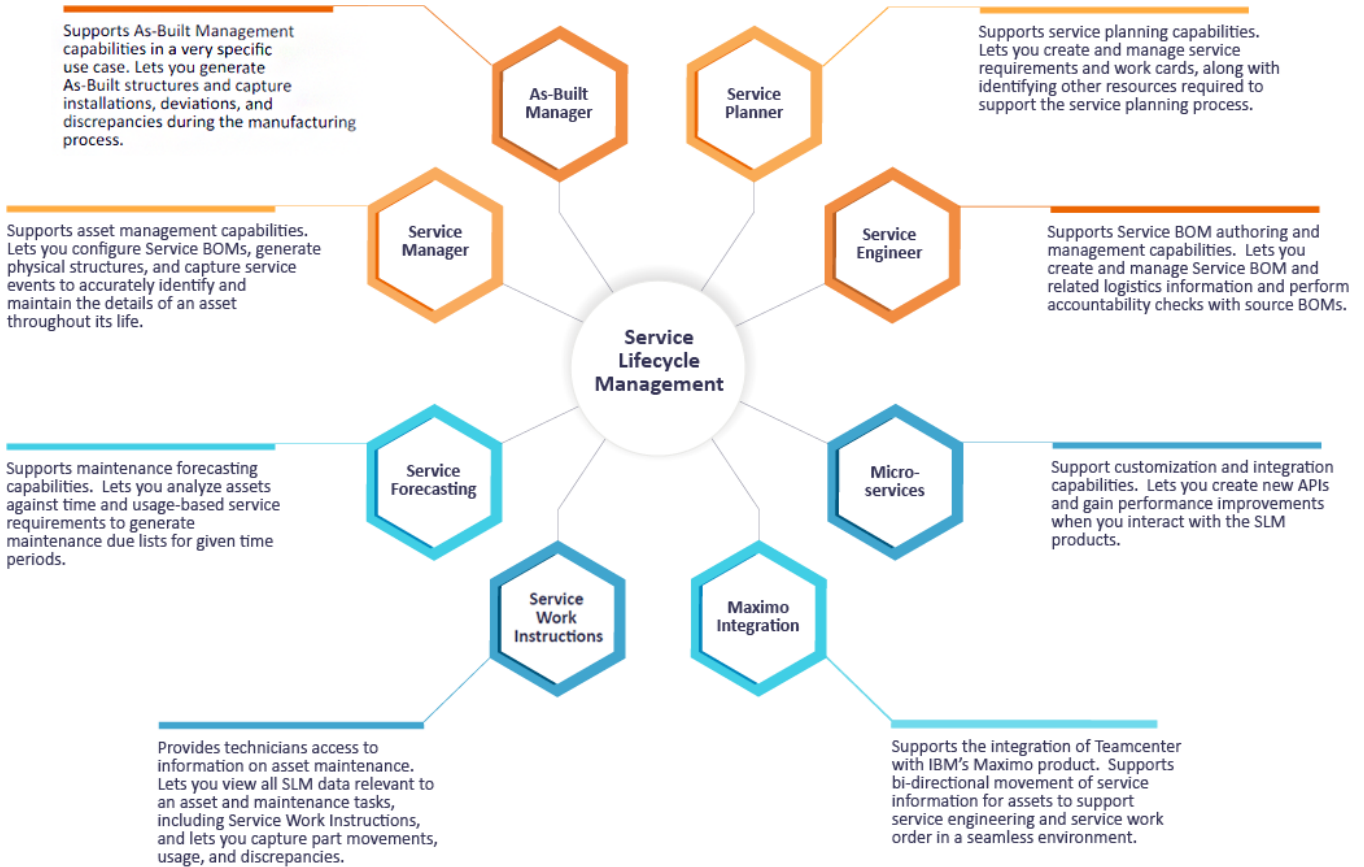 Supports As-Built Management
capabilities in a very specific
use case. Lets you generate
As-Built structures and capture
installations, deviations, and
discrepancies during the manufacturing
process.
As-Built
Manager
Service
Planner
Supports service planning capabilities.
Lets you create and manage service
requirements and work cards, along with
identifying other resources required to
support the service planning process.
Supports asset management capabilities.
Lets you configure Service BOMs, generate
physical structures, and capture service
events to accurately identify and
maintain the details of an asset
throughout its life.
Service
Manager
Service
Engineer
Supports Service BOM authoring and
management capabilities.  Lets you
create and manage Service BOM and
related logistics information and perform
accountability checks with source BOMs.
Service
Lifecycle
Management
Supports maintenance forecasting
capabilities.  Lets you analyze assets
against time and usage-based service
requirements to generate
maintenance due lists for given time
periods.
Service
Forecasting
Micro-
services
Support customization and integration
capabilities.  Lets you create new APIs
and gain performance improvements
when you interact with the SLM
products.
Service
Work
Instructions
Maximo
Integration
Provides technicians access to
information on asset maintenance.
Lets you view all SLM data relevant to
an asset and maintenance tasks,
including Service Work Instructions,
and lets you capture part movements,
usage, and discrepancies.
Supports the integration of Teamcenter
with IBM's Maximo product.  Supports
bi-directional movement of service
information for assets to support
service engineering and service work
order in a seamless environment.